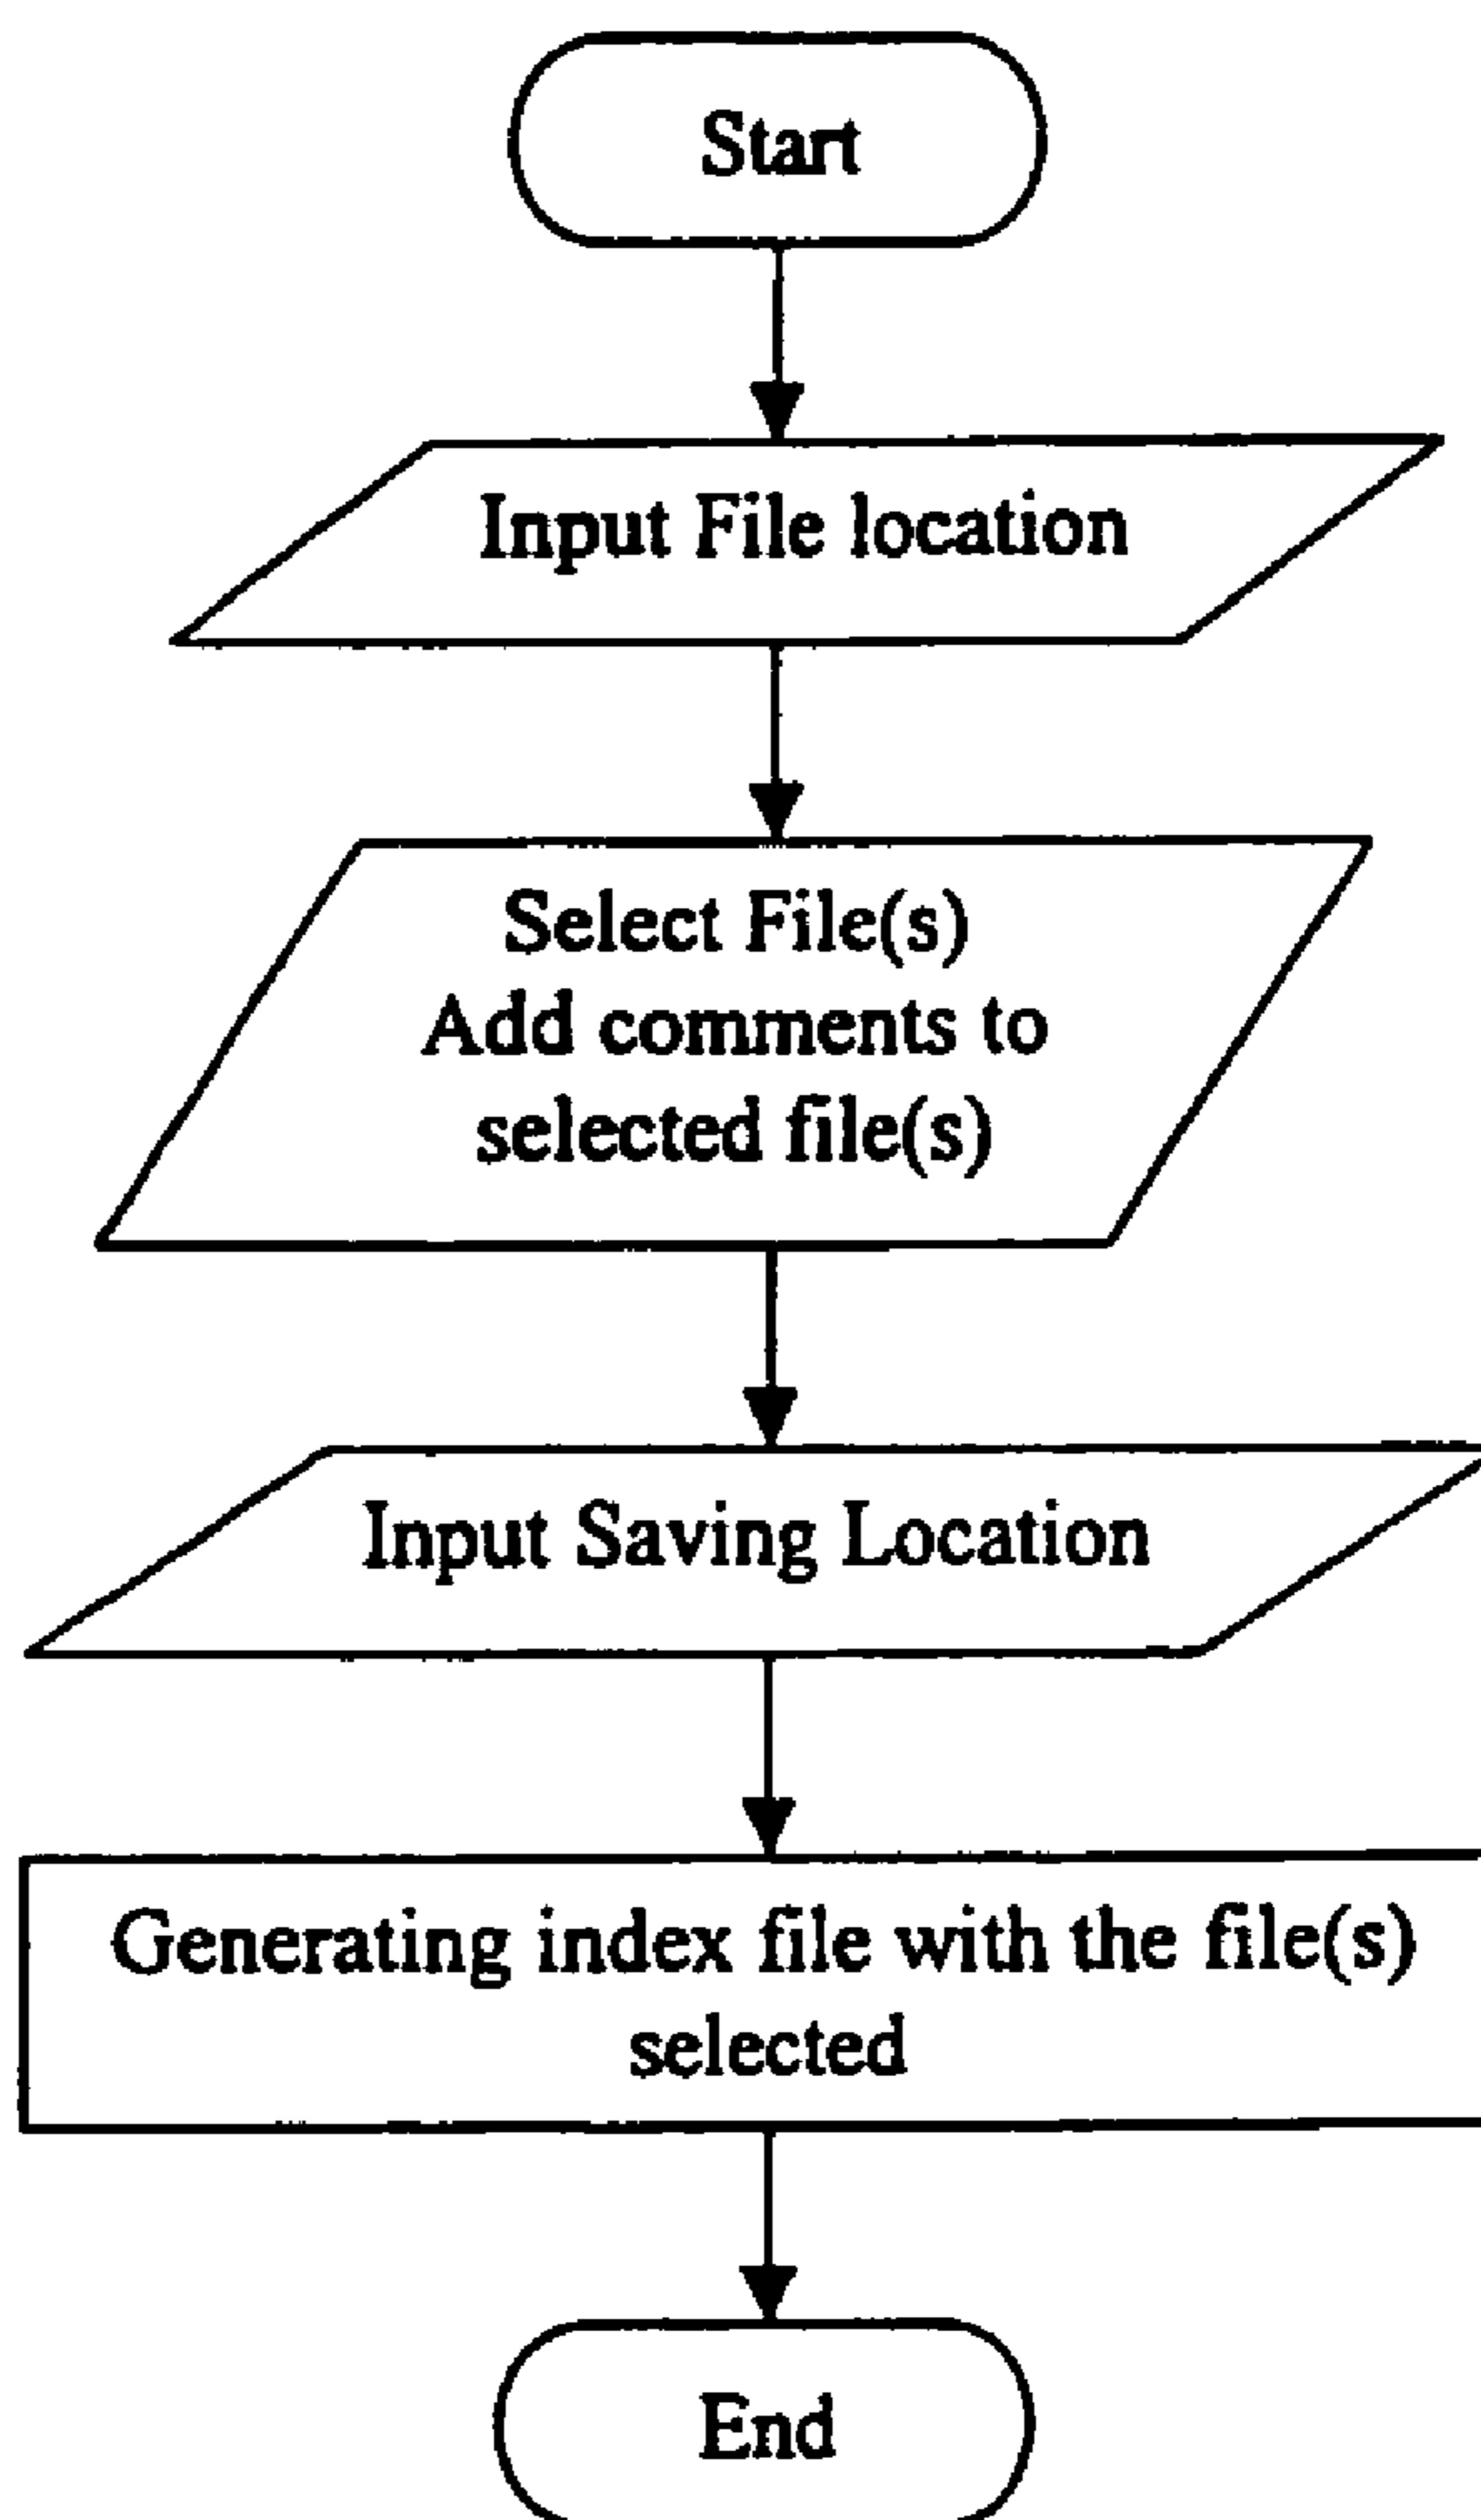 Start
Input File location
Select File(s)
Add comments to
selected file(s)
Input Saving Location
Generating index file with the file(s)
selected
End